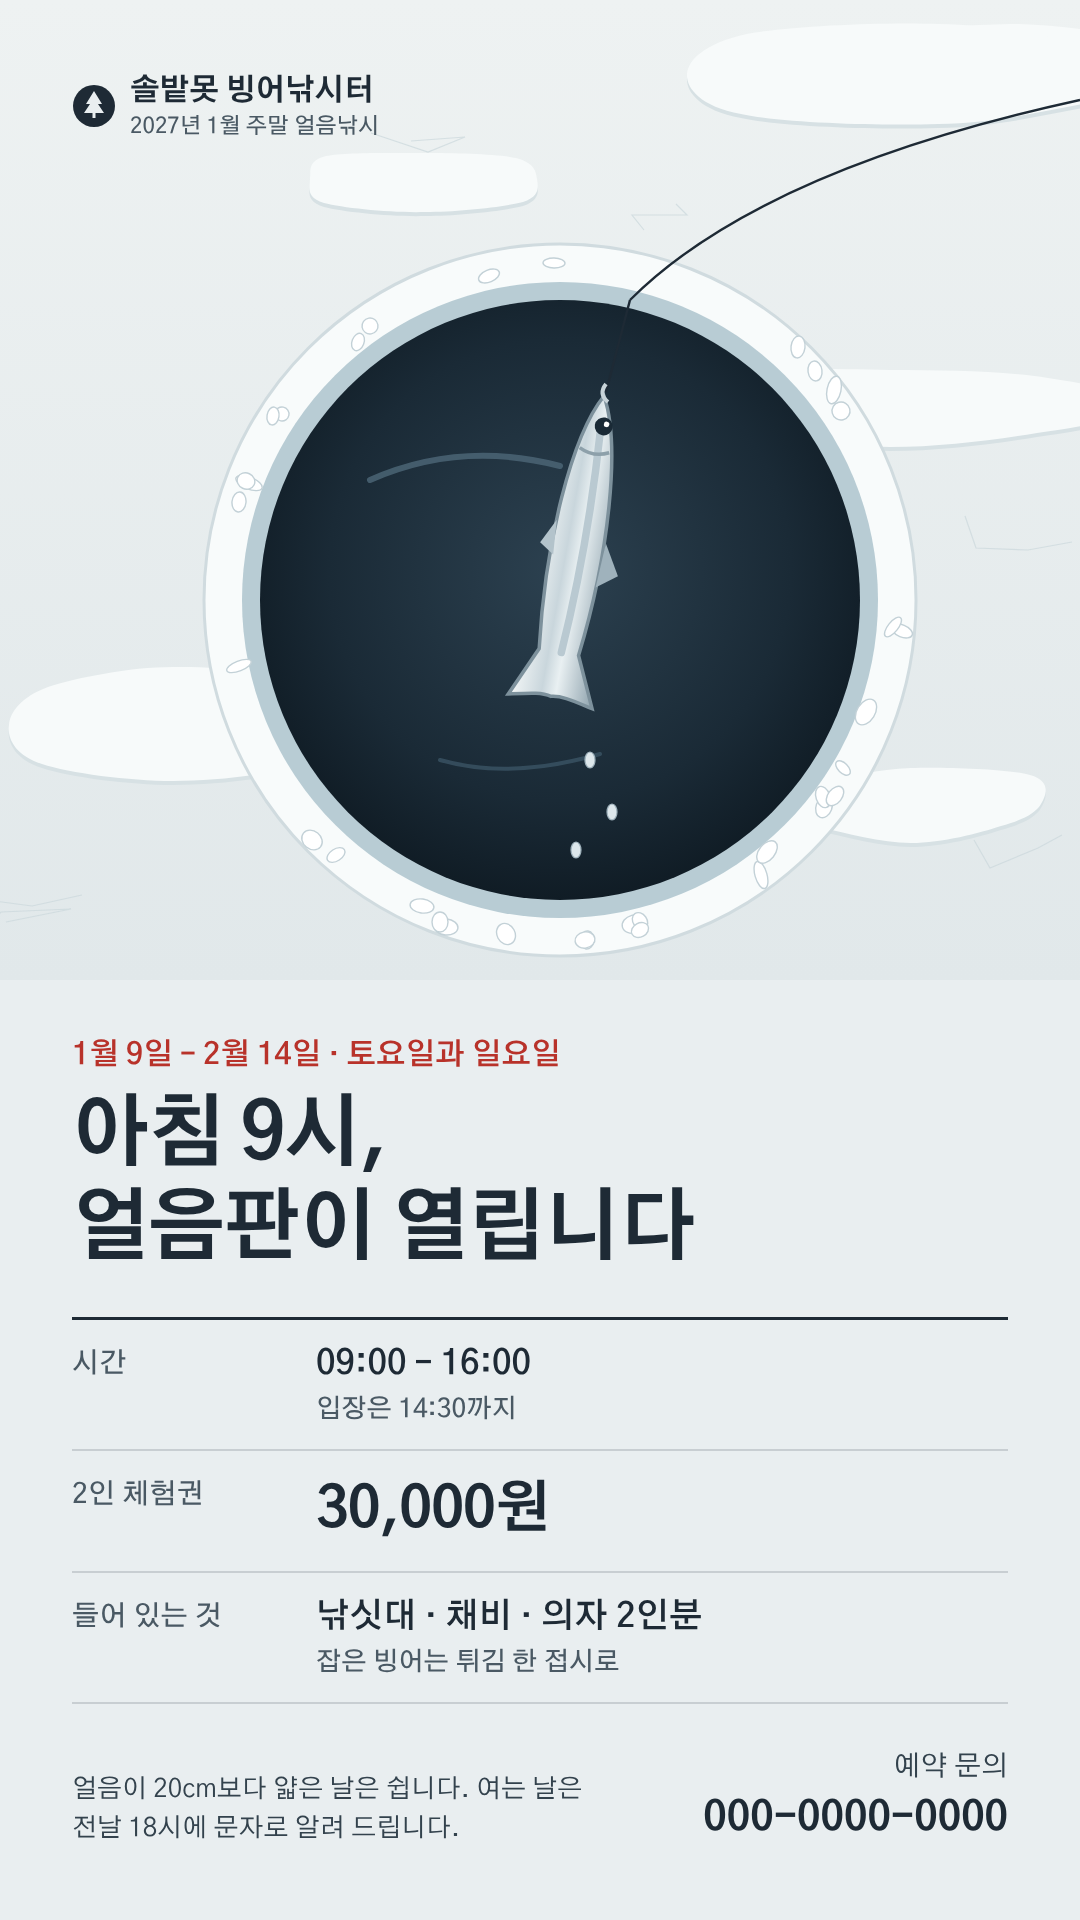 솔밭못 빙어낚시터
2027년 1월 주말 얼음낚시
1월 9일 – 2월 14일 · 토요일과 일요일
아침 9시,
얼음판이 열립니다
시간
09:00 – 16:00
입장은 14:30까지
2인 체험권
30,000원
들어 있는 것
낚싯대 · 채비 · 의자 2인분
잡은 빙어는 튀김 한 접시로
얼음이 20cm보다 얇은 날은 쉽니다. 여는 날은
전날 18시에 문자로 알려 드립니다.
예약 문의
000-0000-0000